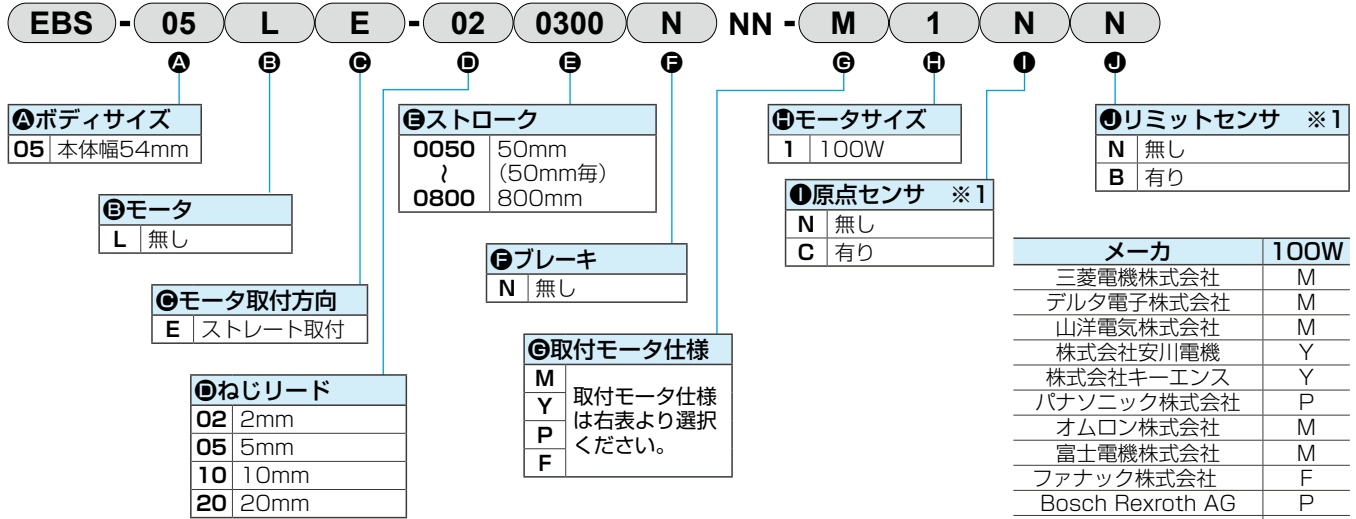 EBS - 05 L E - 02 0300 N NN - M 1 N N
A B C D E F G H I J
Aボディサイズ
05 本体幅54mm
Bモータ
L 無し
Cモータ取付方向
E ストレート取付
Dねじリード
02 2mm
05 5mm
10 10mm
20 20mm
Eストローク
0050 50mm
〜 (50mm毎)
0800 800mm
Fブレーキ
N 無し
G取付モータ仕様
M
Y
P
F
取付モータ仕様
は右表より選択
ください。
Hモータサイズ
1 100W
I原点センサ ※1
N 無し
C 有り
Jリミットセンサ ※1
N 無し
B 有り
メーカ 100W
三菱電機株式会社 M
デルタ電子株式会社 M
山洋電気株式会社 M
株式会社安川電機 Y
株式会社キーエンス Y
パナソニック株式会社 P
オムロン株式会社 M
富士電機株式会社 M
ファナック株式会社 F
Bosch Rexroth AG P